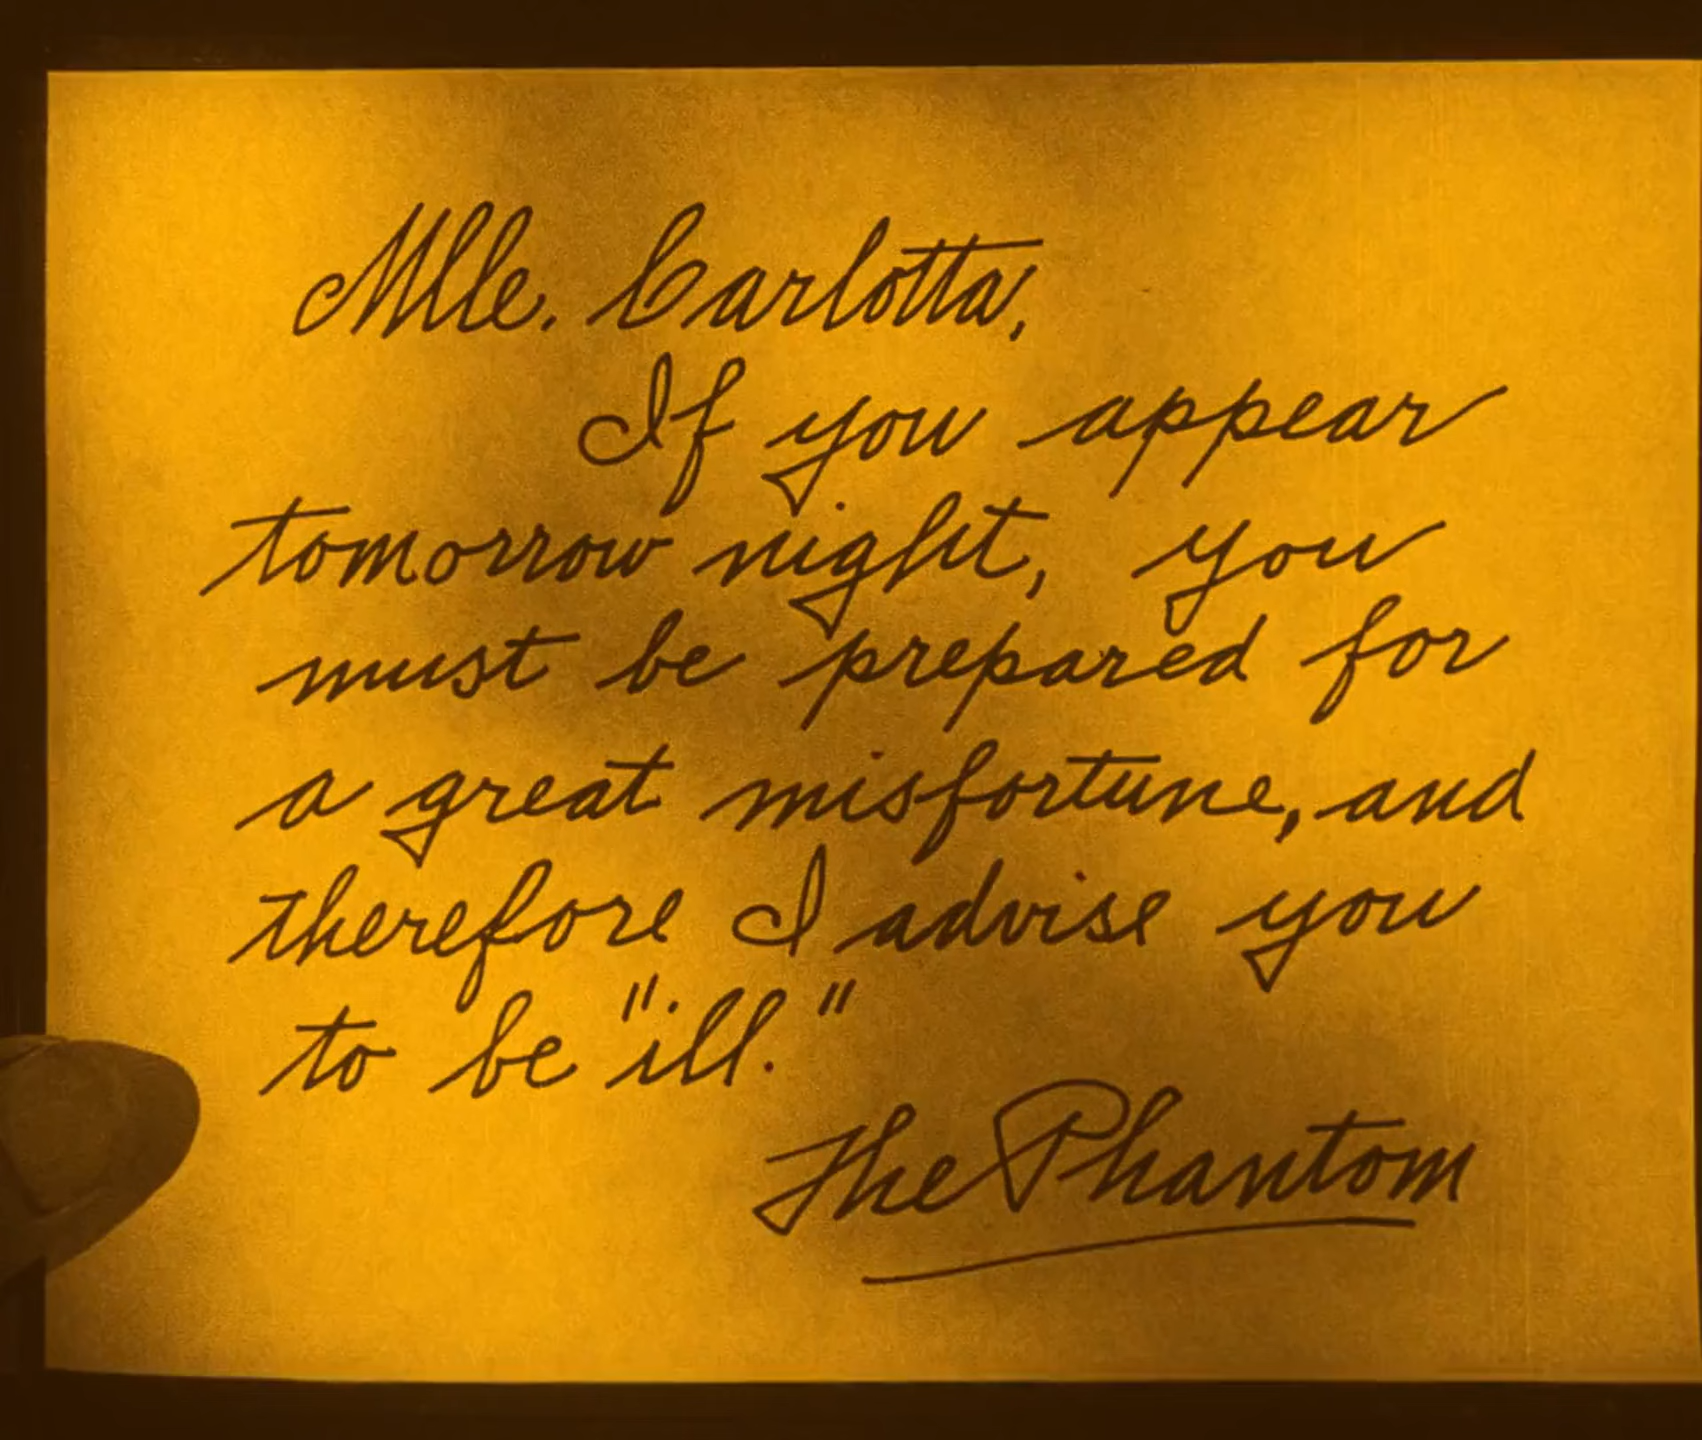 Mlle. Carlotta,
If you appear
tomorrow night, you
must be prepared for
a great misfortune, and
therefore I advise you
to be "ill."
The Phantom